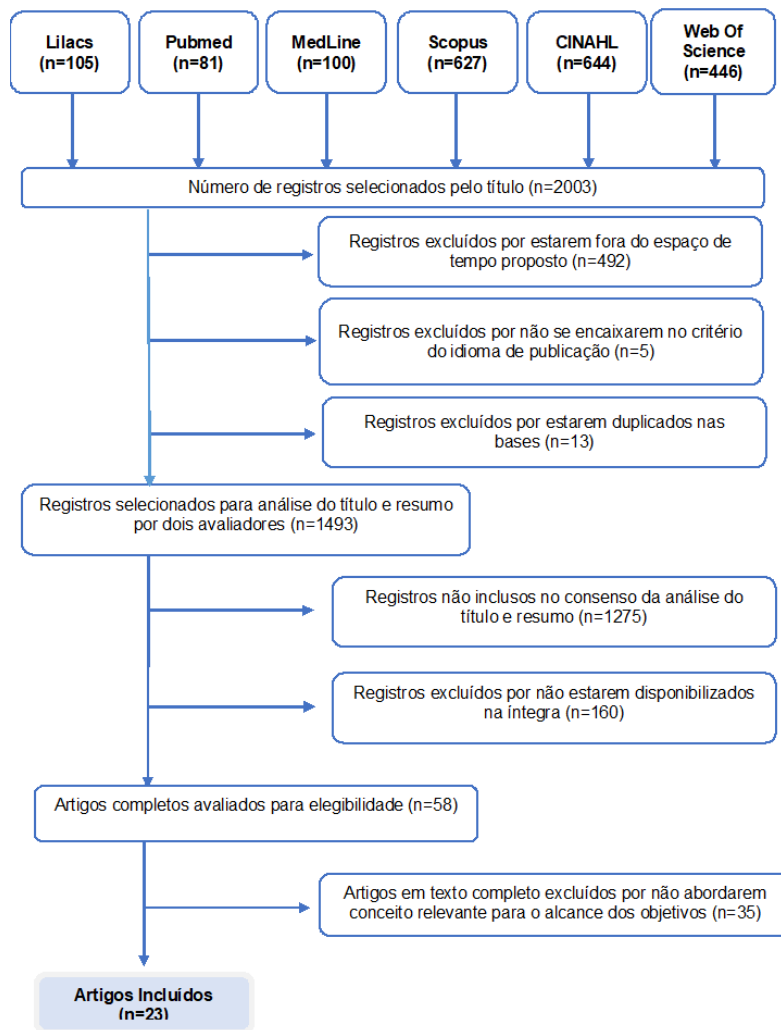 Lilacs
(n=105)
Pubmed
(n=81)
MedLine
(n=100)
Scopus
(n=627)
CINAHL
(n=644)
Web Of
Science
(n=446)
Número de registros selecionados pelo título (n=2003)
Registros excluídos por estarem fora do espaço de
tempo proposto (n=492)
Registros excluídos por não se encaixarem no critério
do idioma de publicação (n=5)
Registros excluídos por estarem duplicados nas
bases (n=13)
Registros selecionados para análise do título e resumo
por dois avaliadores (n=1493)
Registros não inclusos no consenso da análise do
título e resumo (n=1275)
Registros excluídos por não estarem disponibilizados
na íntegra (n=160)
Artigos completos avaliados para elegibilidade (n=58)
Artigos em texto completo excluídos por não abordarem
conceito relevante para o alcance dos objetivos (n=35)
Artigos Incluídos
(n=23)